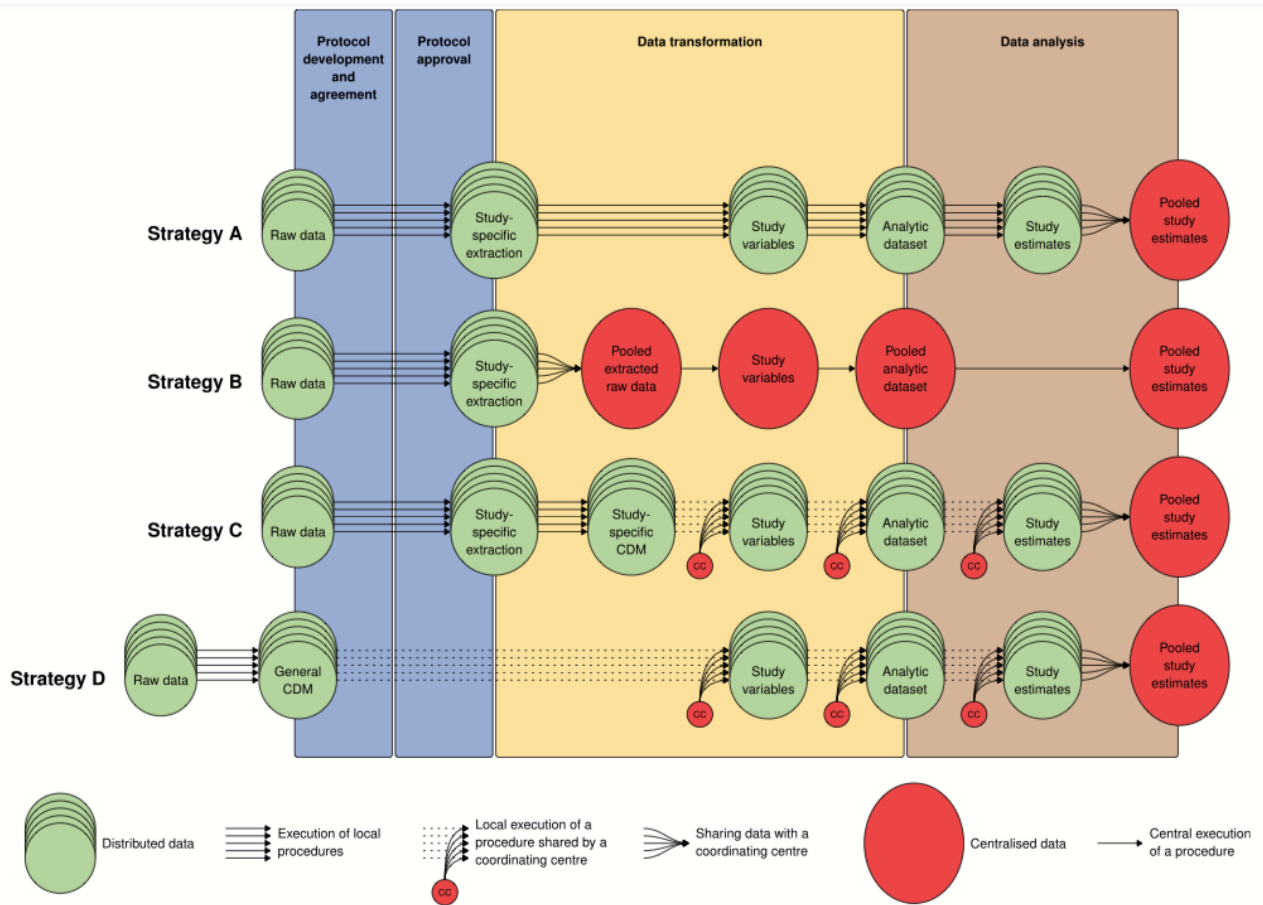 Protocol
development
and
agreement
Protocol
approval
Data transformation
Data analysis
Strategy A
Raw data
Study-
specific
extraction
Study
variables
Analytic
dataset
Study
estimates
Pooled
study
estimates
Strategy B
Raw data
Study-
specific
extraction
Pooled
extracted
raw data
Study
variables
Pooled
analytic
dataset
Pooled
study
estimates
Strategy C
Raw data
Study-
specific
extraction
Study-
specific
CDM
CC
Study
variables
CC
Analytic
dataset
CC
Study
estimates
Pooled
study
estimates
Strategy D
Raw data
General
CDM
CC
Study
variables
CC
Analytic
dataset
CC
Study
estimates
Pooled
study
estimates
Distributed data
Execution of local
procedures
CC
Local execution of a
procedure shared by a
coordinating centre
Sharing data with a
coordinating centre
Centralised data
Central execution
of a procedure